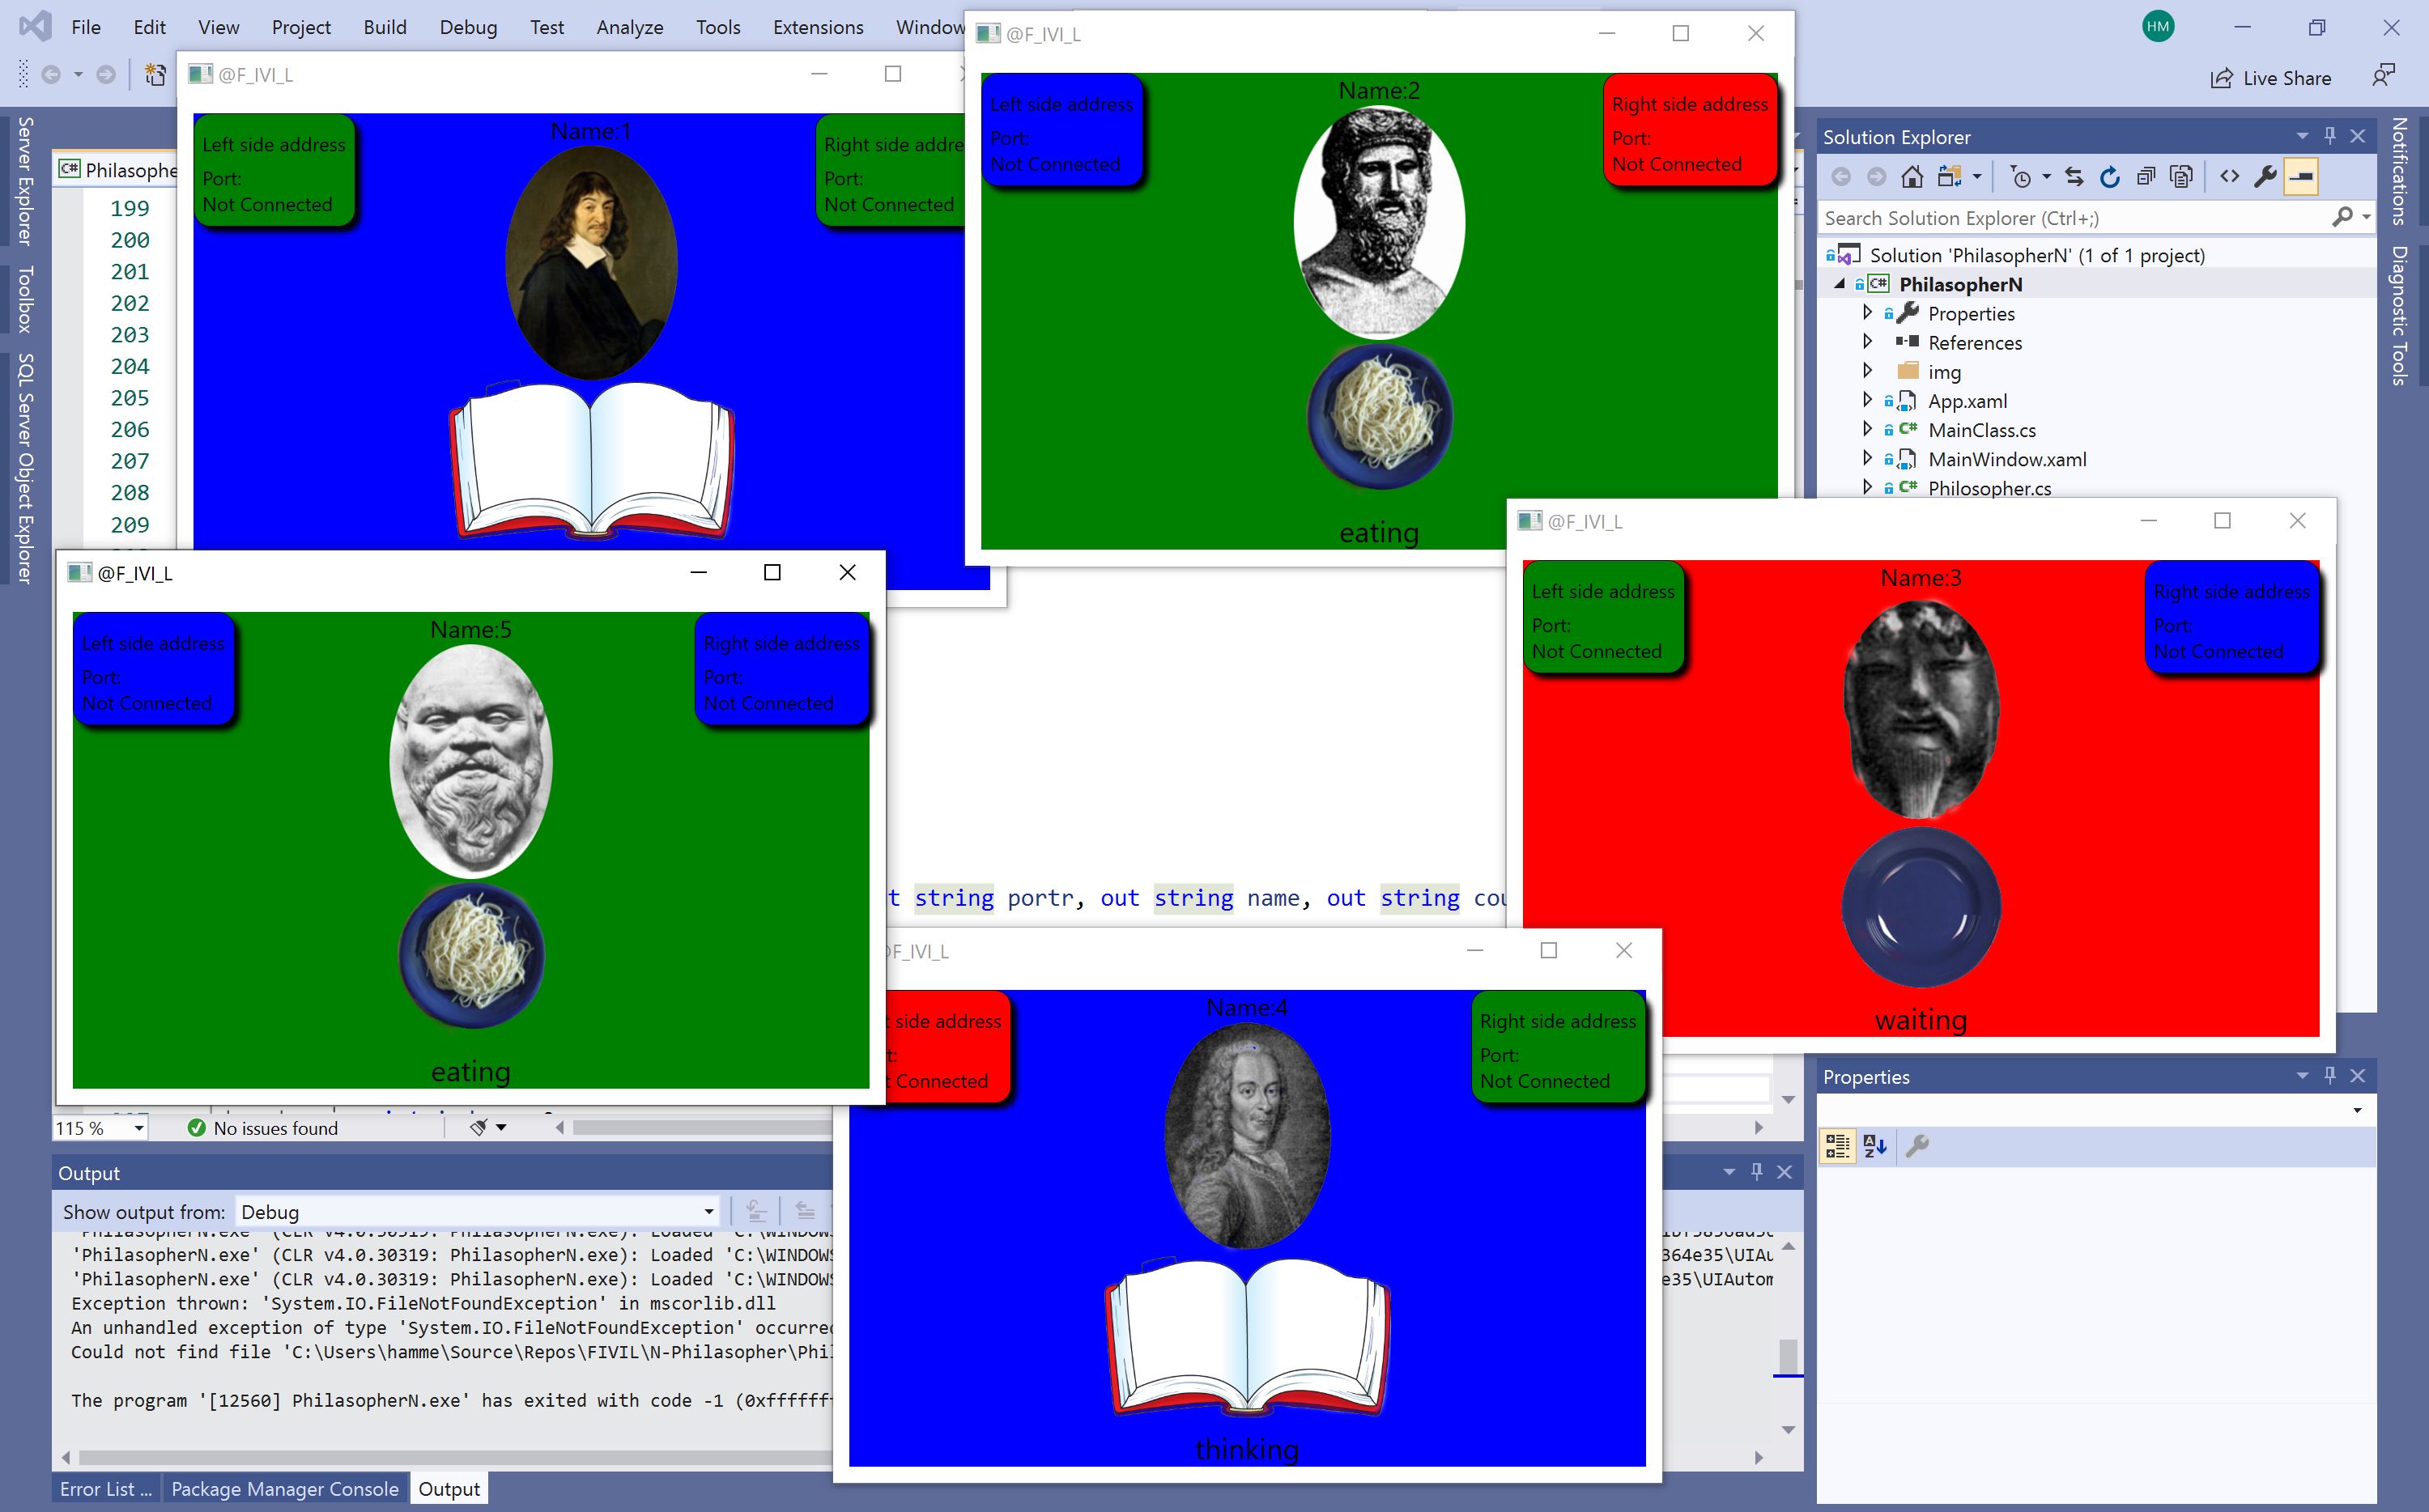 File Edit View Project Build Debug Test Analyze Tools Extensions Window
HM
Live Share
Server Explorer
Toolbox
SQL Server Object Explorer
Notifications
Diagnostic Tools
@F_IVI_L
Name:1
Left side address
Port:
Not Connected
Right side addre
Port:
Not Connected
@F_IVI_L
Name:2
Left side address
Port:
Not Connected
Right side address
Port:
Not Connected
eating
C# Philasophe
199
200
201
202
203
204
205
206
207
208
209
Solution Explorer
Search Solution Explorer (Ctrl+;)
Solution 'PhilasopherN' (1 of 1 project)
C# PhilasopherN
Properties
References
img
App.xaml
C# MainClass.cs
MainWindow.xaml
C# Philosopher.cs
@F_IVI_L
Name:3
Left side address
Port:
Not Connected
Right side address
Port:
Not Connected
waiting
@F_IVI_L
Name:5
Left side address
Port:
Not Connected
Right side address
Port:
Not Connected
eating
t string portr, out string name, out string cou
F_IVI_L
Name:4
t side address
t:
t Connected
Right side address
Port:
Not Connected
thinking
115 %
No issues found
Properties
Output
Show output from: Debug
'PhilasopherN.exe' (CLR v4.0.30319: PhilasopherN.exe): Loaded 'C:\WINDOWS
364e35\UIAu
'PhilasopherN.exe' (CLR v4.0.30319: PhilasopherN.exe): Loaded 'C:\WINDOWS
e35\UIAutom
Exception thrown: 'System.IO.FileNotFoundException' in mscorlib.dll
An unhandled exception of type 'System.IO.FileNotFoundException' occurred
Could not find file 'C:\Users\hamme\Source\Repos\FIVIL\N-Philasopher\Phil
The program '[12560] PhilasopherN.exe' has exited with code -1 (0xfffffff
Error List ... Package Manager Console Output